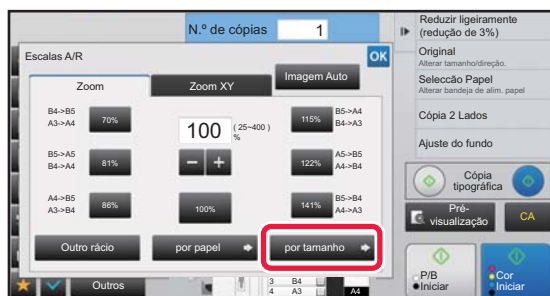 N.º de cópias
1
Escalas A/R
OK
Zoom
Zoom XY
Imagem Auto
B4->B5
A3->A4
70%
100
(25~400)
%
115%
B5->A4
B4->A3
B5->A5
B4->A4
81%
122%
A5->B5
A4->B4
A4->B5
A3->B4
86%
100%
141%
B5->B4
A4->A3
Outro rácio
por papel
por tamanho
Outros
3 B4
4 A3
A4
Reduzir ligeiramente
(redução de 3%)
Original
Alterar tamanho/direção.
Seleccão Papel
Alterar bandeja de alim. papel
Cópia 2 Lados
Ajuste do fundo
Cópia
tipográfica
Pré-
visualização
CA
P/B
Iniciar
Cor
Iniciar